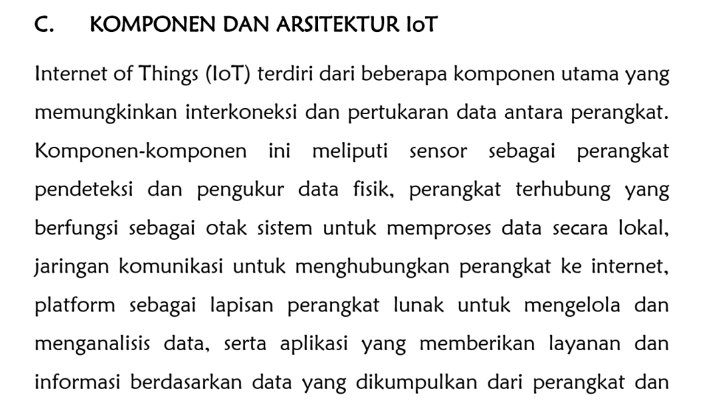 C. KOMPONEN DAN ARSITEKTUR IoT
Internet of Things (IoT) terdiri dari beberapa komponen utama yang
memungkinkan interkoneksi dan pertukaran data antara perangkat.
Komponen-komponen ini meliputi sensor sebagai perangkat
pendeteksi dan pengukur data fisik, perangkat terhubung yang
berfungsi sebagai otak sistem untuk memproses data secara lokal,
jaringan komunikasi untuk menghubungkan perangkat ke internet,
platform sebagai lapisan perangkat lunak untuk mengelola dan
menganalisis data, serta aplikasi yang memberikan layanan dan
informasi berdasarkan data yang dikumpulkan dari perangkat dan